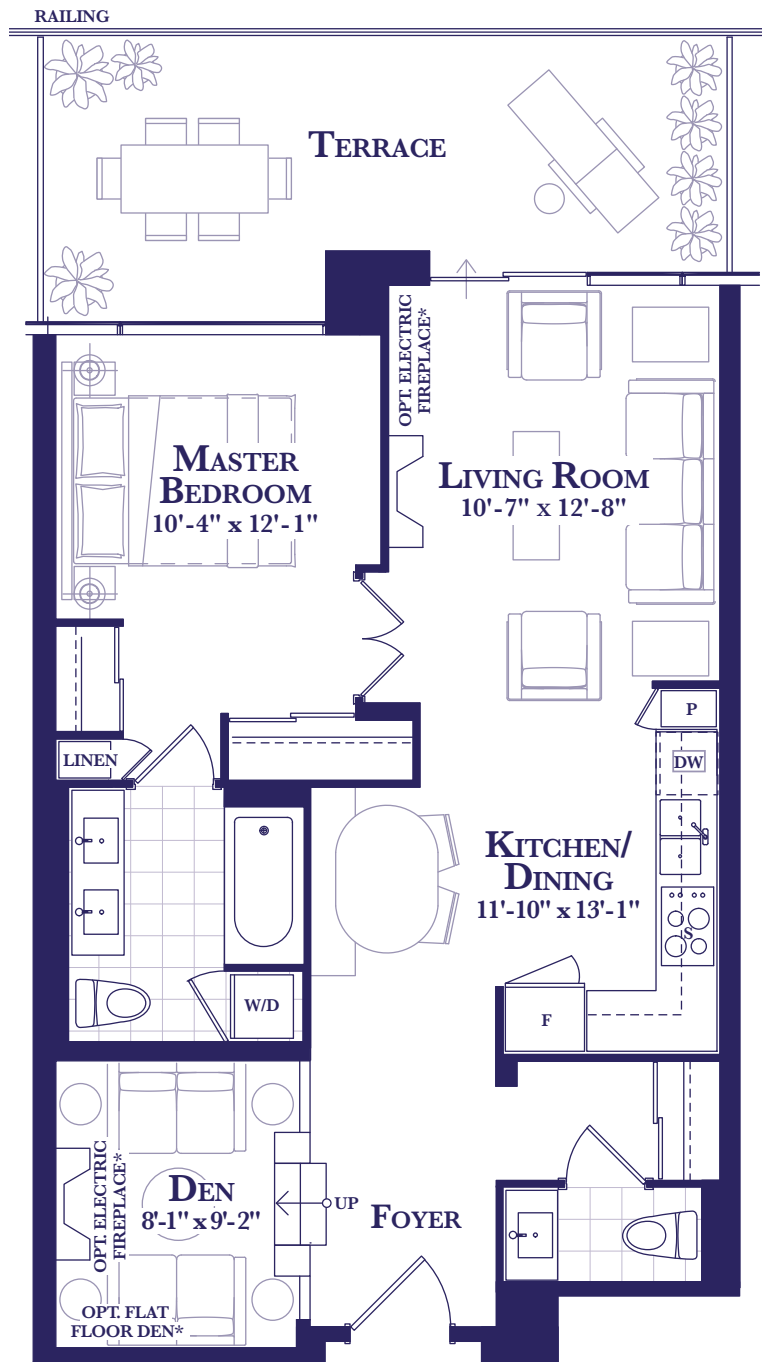 RAILING
TERRACE
OPT. ELECTRIC
FIREPLACE*
MASTER
BEDROOM
10'-4" x 12'-1"
LIVING ROOM
10'-7" x 12'-8"
P
LINEN
DW
KITCHEN/
DINING
11'-10" x 13'-1"
S
W/D
F
OPT. ELECTRIC
FIREPLACE*
DEN
8'-1" x 9'-2"
UP
FOYER
OPT. FLAT
FLOOR DEN*